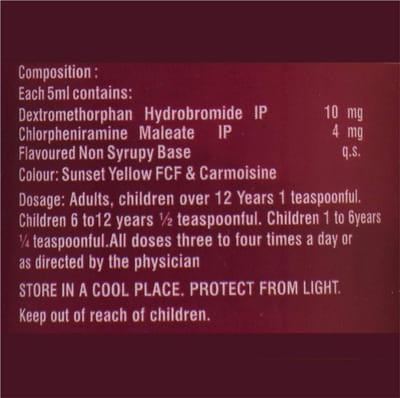 Composition :
Each 5ml contains:
Dextromethorphan Hydrobromide IP 10 mg
Chlorpheniramine Maleate IP 4 mg
Flavoured Non Syrupy Base q.s.
Colour: Sunset Yellow FCF & Carmoisine
Dosage: Adults, children over 12 Years 1 teaspoonful.
Children 6 to12 years ½ teaspoonful. Children 1 to 6years
¼ teaspoonful.All doses three to four times a day or
as directed by the physician
STORE IN A COOL PLACE. PROTECT FROM LIGHT.
Keep out of reach of children.